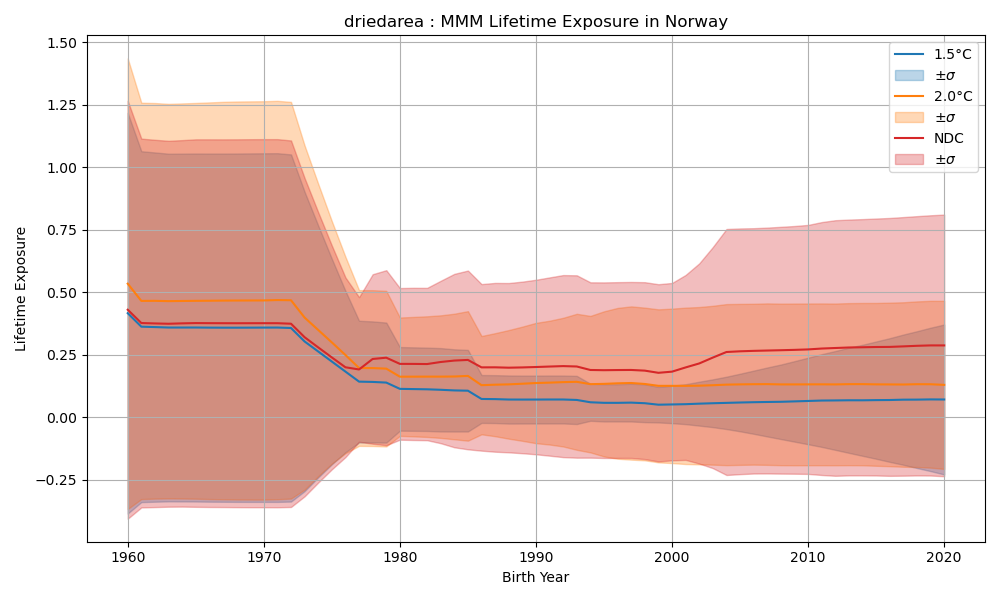 driedarea : MMM Lifetime Exposure in Norway
1.50
1.25
1.00
0.75
0.50
0.25
0.00
−0.25
Lifetime Exposure
1960
1970
1980
1990
2000
2010
2020
Birth Year
1.5°C
±σ
2.0°C
±σ
NDC
±σ